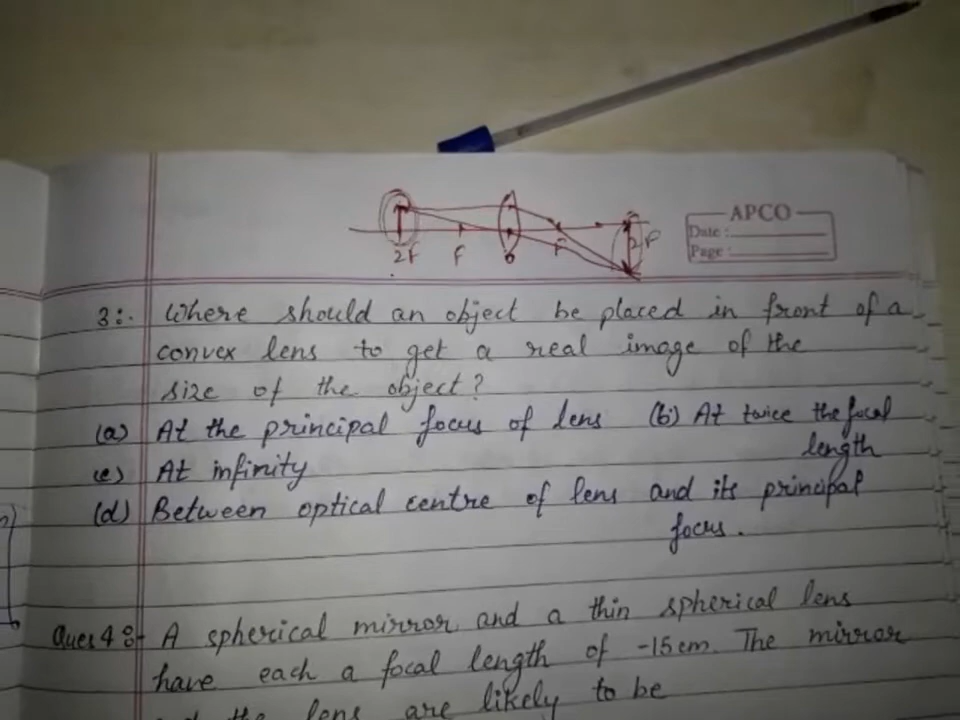 2F F O F 2F
APCO
Date:
Page:
3:. Where should an object be placed in front of a
convex lens to get a real image of the
size of the object?
(a) At the principal focus of lens (b) At twice the focal
length
(c) At infinity
(d) Between optical centre of lens and its principal
focus.
Ques 4:- A spherical mirror and a thin spherical lens
have each a focal length of -15cm. The mirror
the lens are likely to be